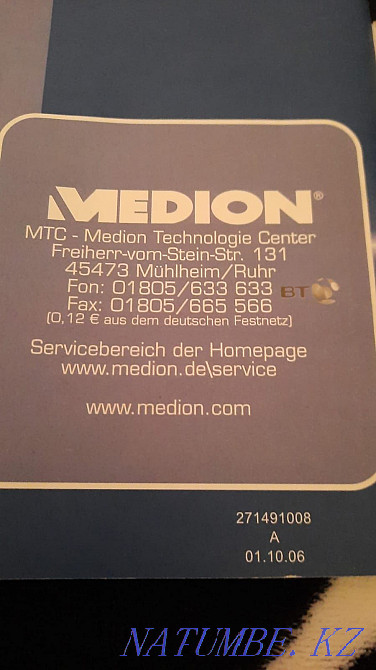 MEDION®
MTC - Medion Technologie Center
Freiherr-vom-Stein-Str. 131
45473 Mühlheim/Ruhr
Fon: 01805/633 633
BT
Fax: 01805/665 566
(0,12 € aus dem deutschen Festnetz)
Servicebereich der Homepage
www.medion.de\service
www.medion.com
271491008
A
01.10.06
NATUMBE.KZ